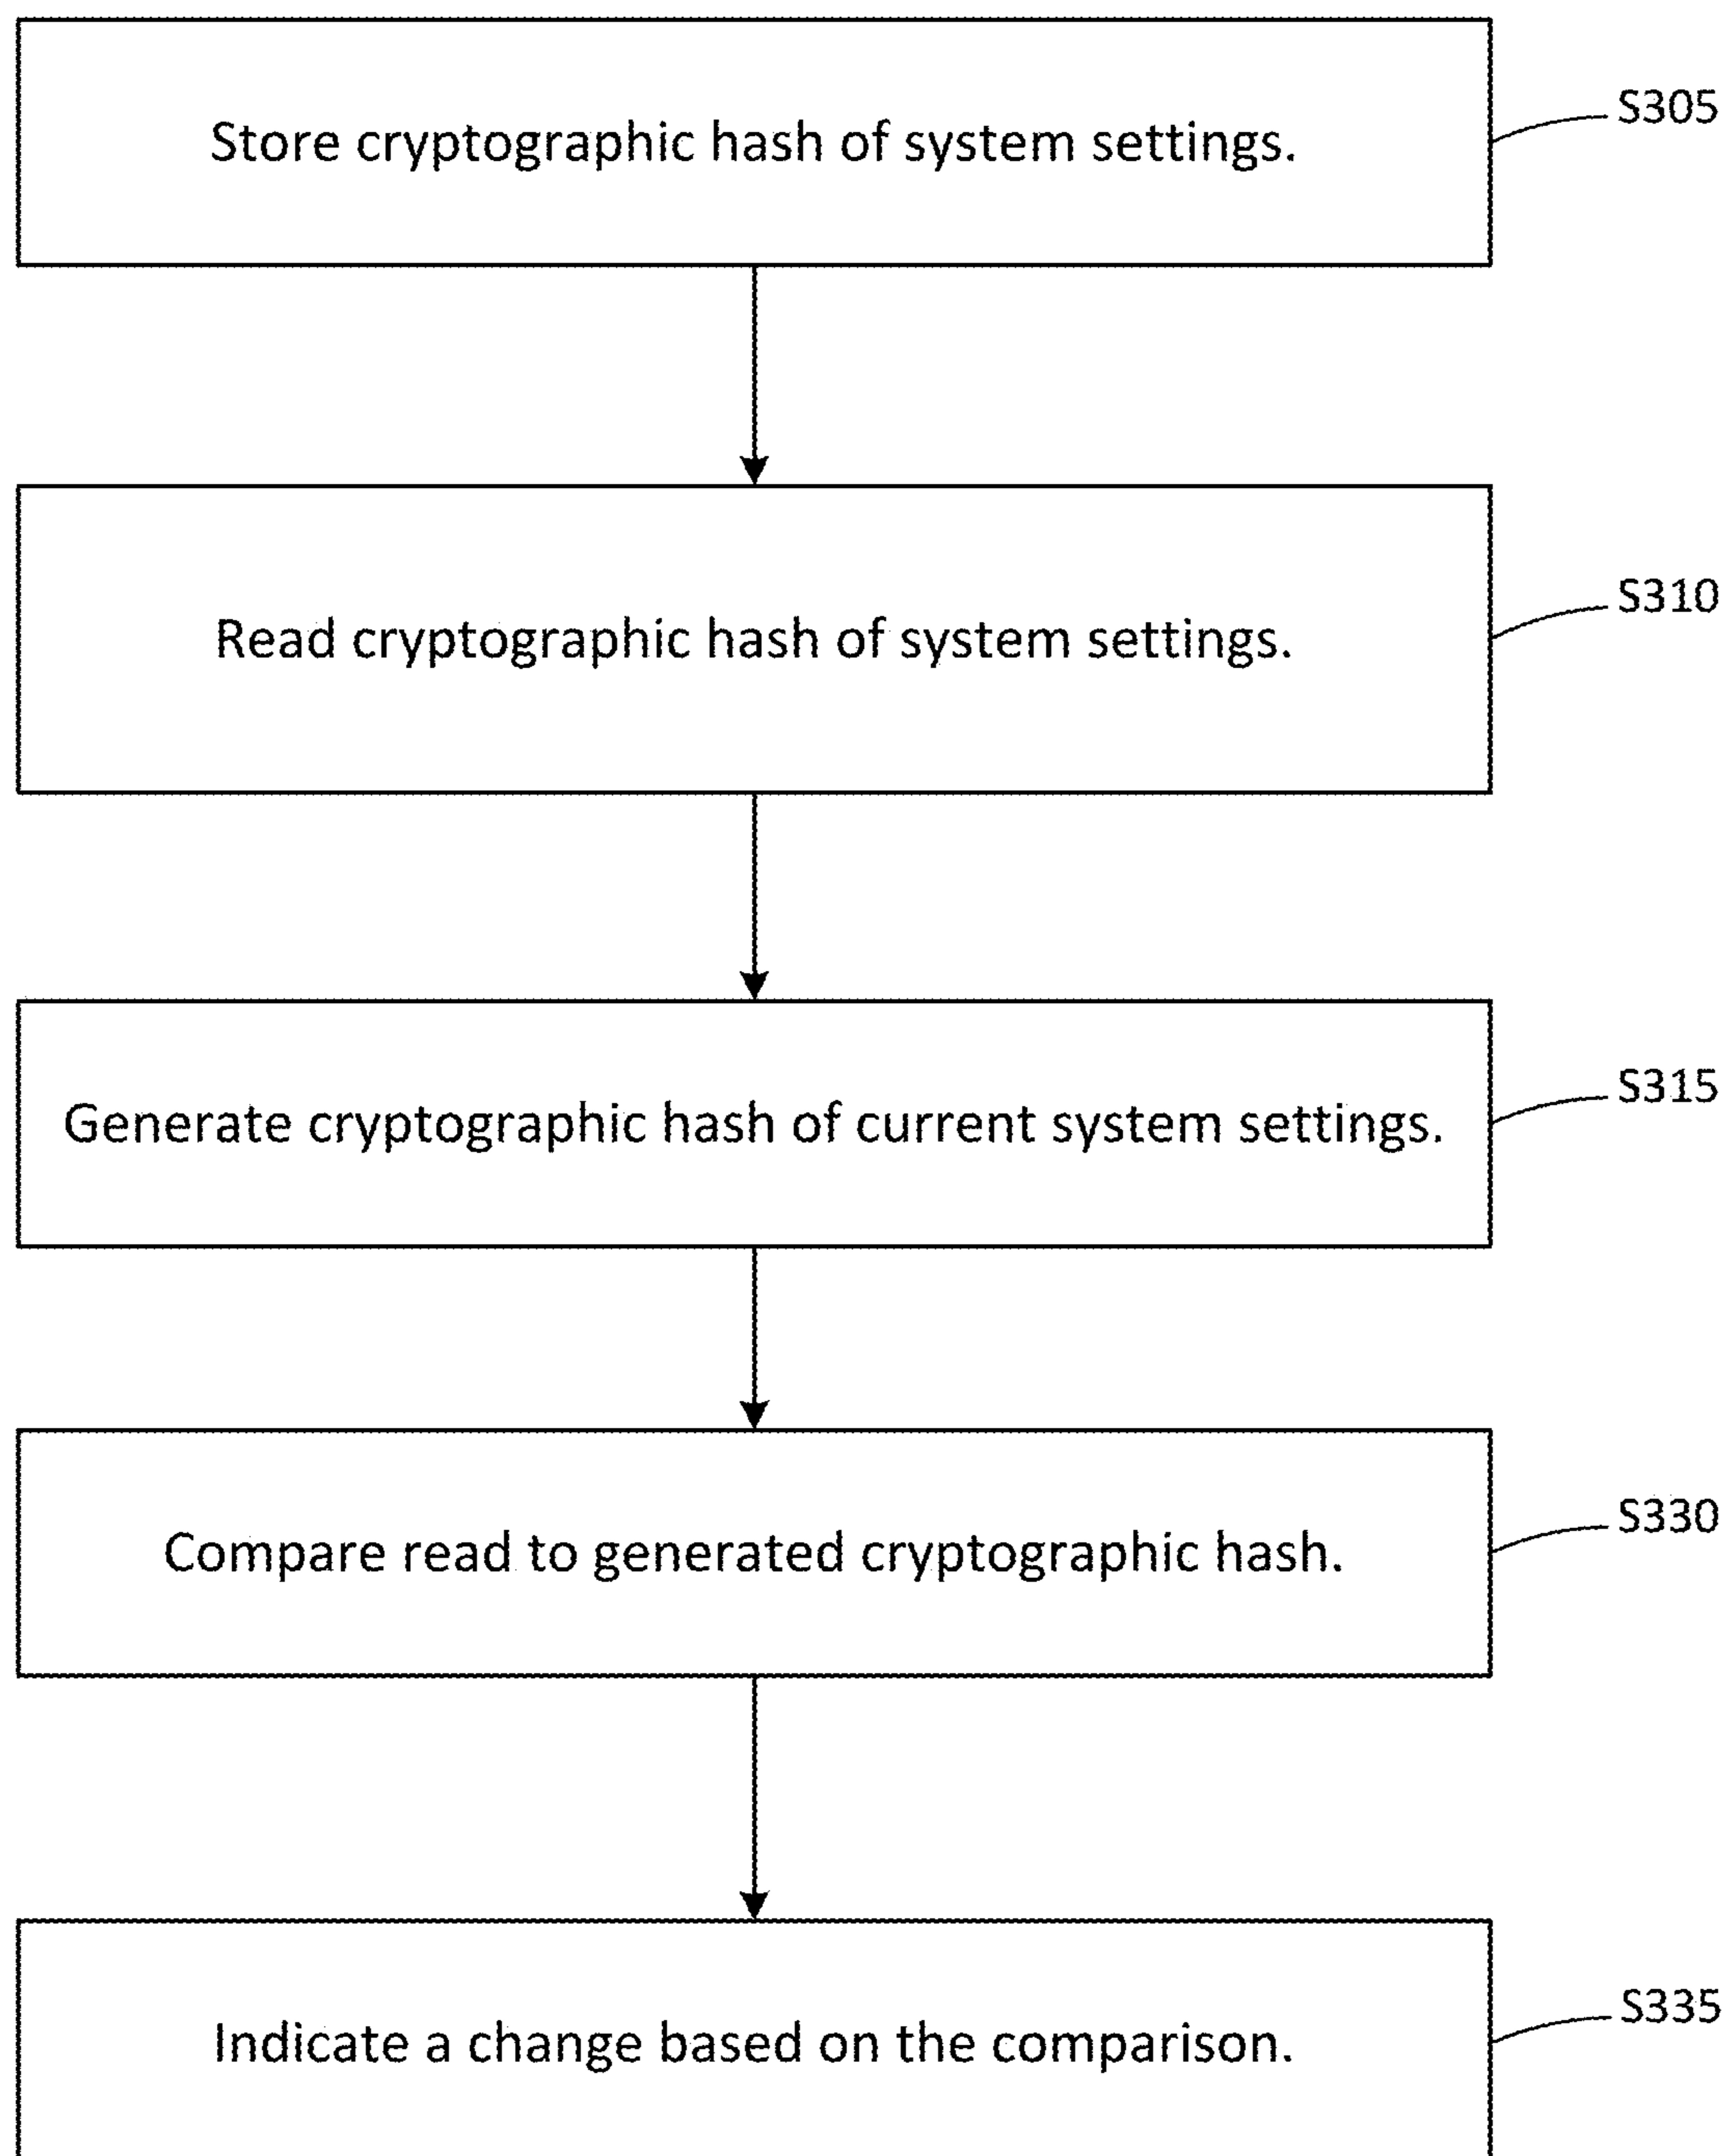 Store cryptographic hash of system settings.
S305
Read cryptographic hash of system settings.
S310
Generate cryptographic hash of current system settings.
S315
Compare read to generated cryptographic hash.
S330
Indicate a change based on the comparison.
S335